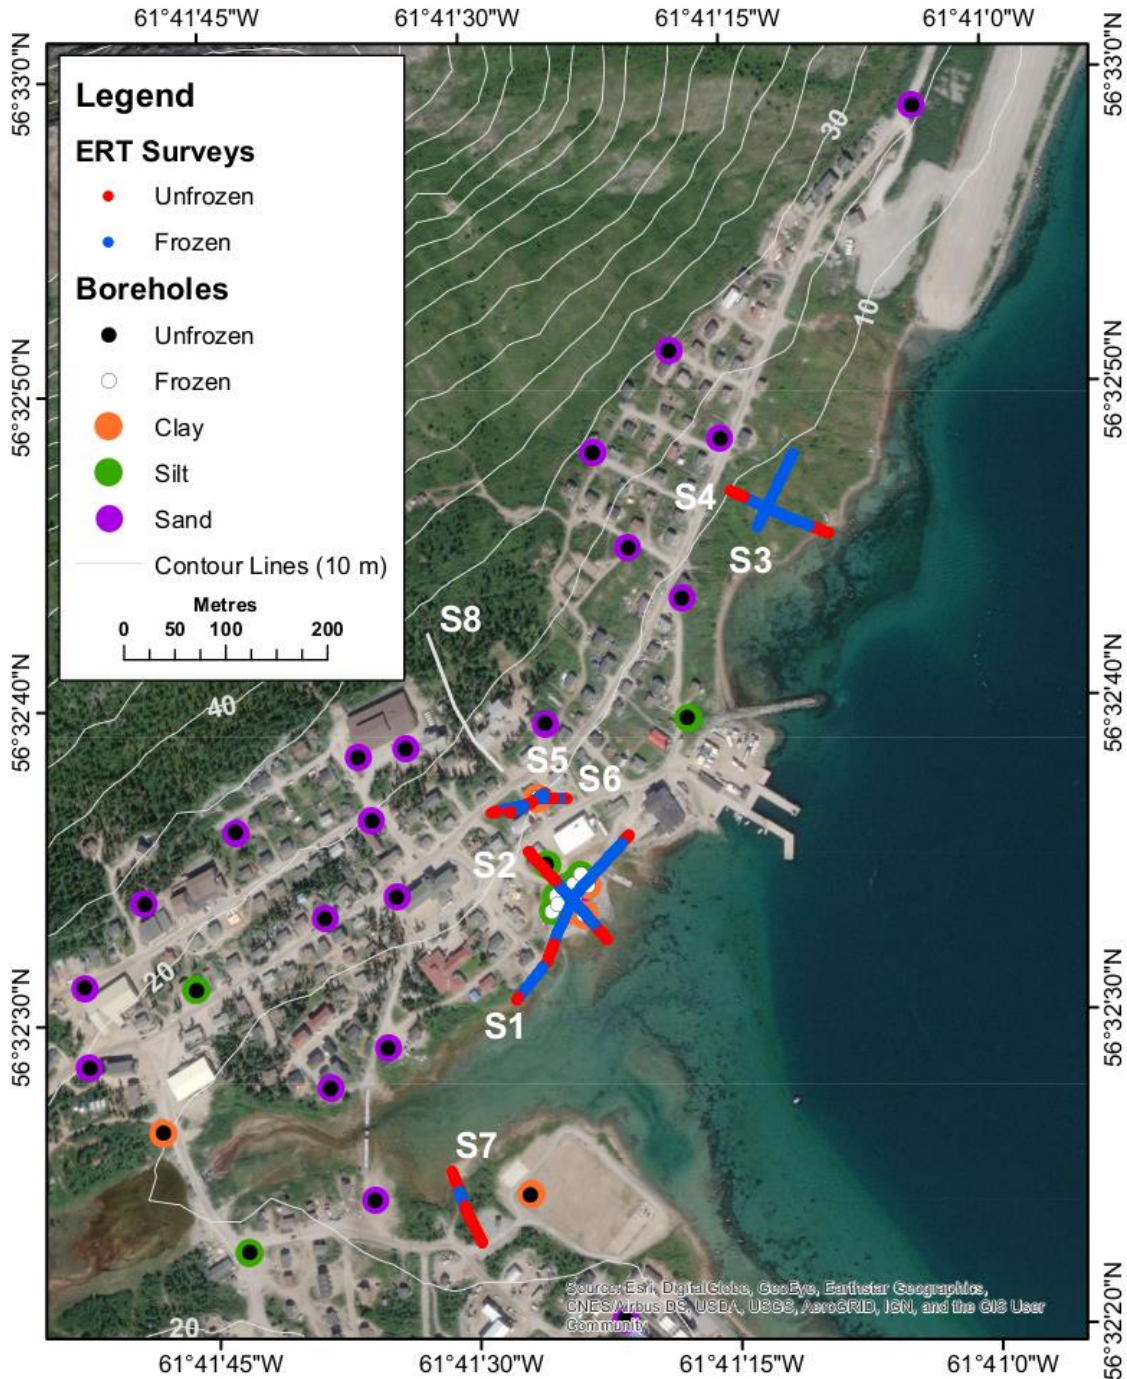 61°41'45"W 61°41'30"W 61°41'15"W 61°41'0"W
56°33'0"N
56°33'0"N
Legend
ERT Surveys
Unfrozen
Frozen
Boreholes
Unfrozen
Frozen
Clay
Silt
Sand
Contour Lines (10 m)
Metres
0 50 100 200
30
10
56°32'50"N
56°32'50"N
S4
S3
S8
40
56°32'40"N
56°32'40"N
S5
S6
S2
20
S1
56°32'30"N
56°32'30"N
S7
20
Source: Esri, DigitalGlobe, GeoEye, Earthstar Geographics,
CNES/Airbus DS, USDA, USGS, AeroGRID, IGN, and the GIS User
Community
56°32'20"N
56°32'20"N
61°41'45"W 61°41'30"W 61°41'15"W 61°41'0"W